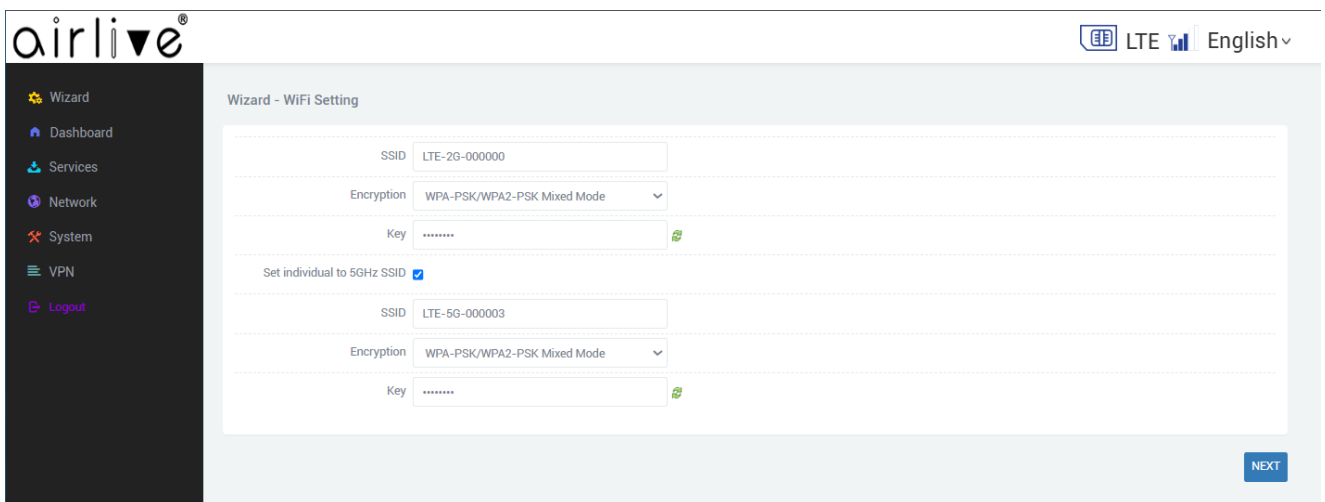 airlive®
LTE English
Wizard
Dashboard
Services
Network
System
VPN
Logout
Wizard - WiFi Setting
SSID LTE-2G-000000
Encryption WPA-PSK/WPA2-PSK Mixed Mode
Key ••••••••
Set individual to 5GHz SSID
SSID LTE-5G-000003
Encryption WPA-PSK/WPA2-PSK Mixed Mode
Key ••••••••
NEXT